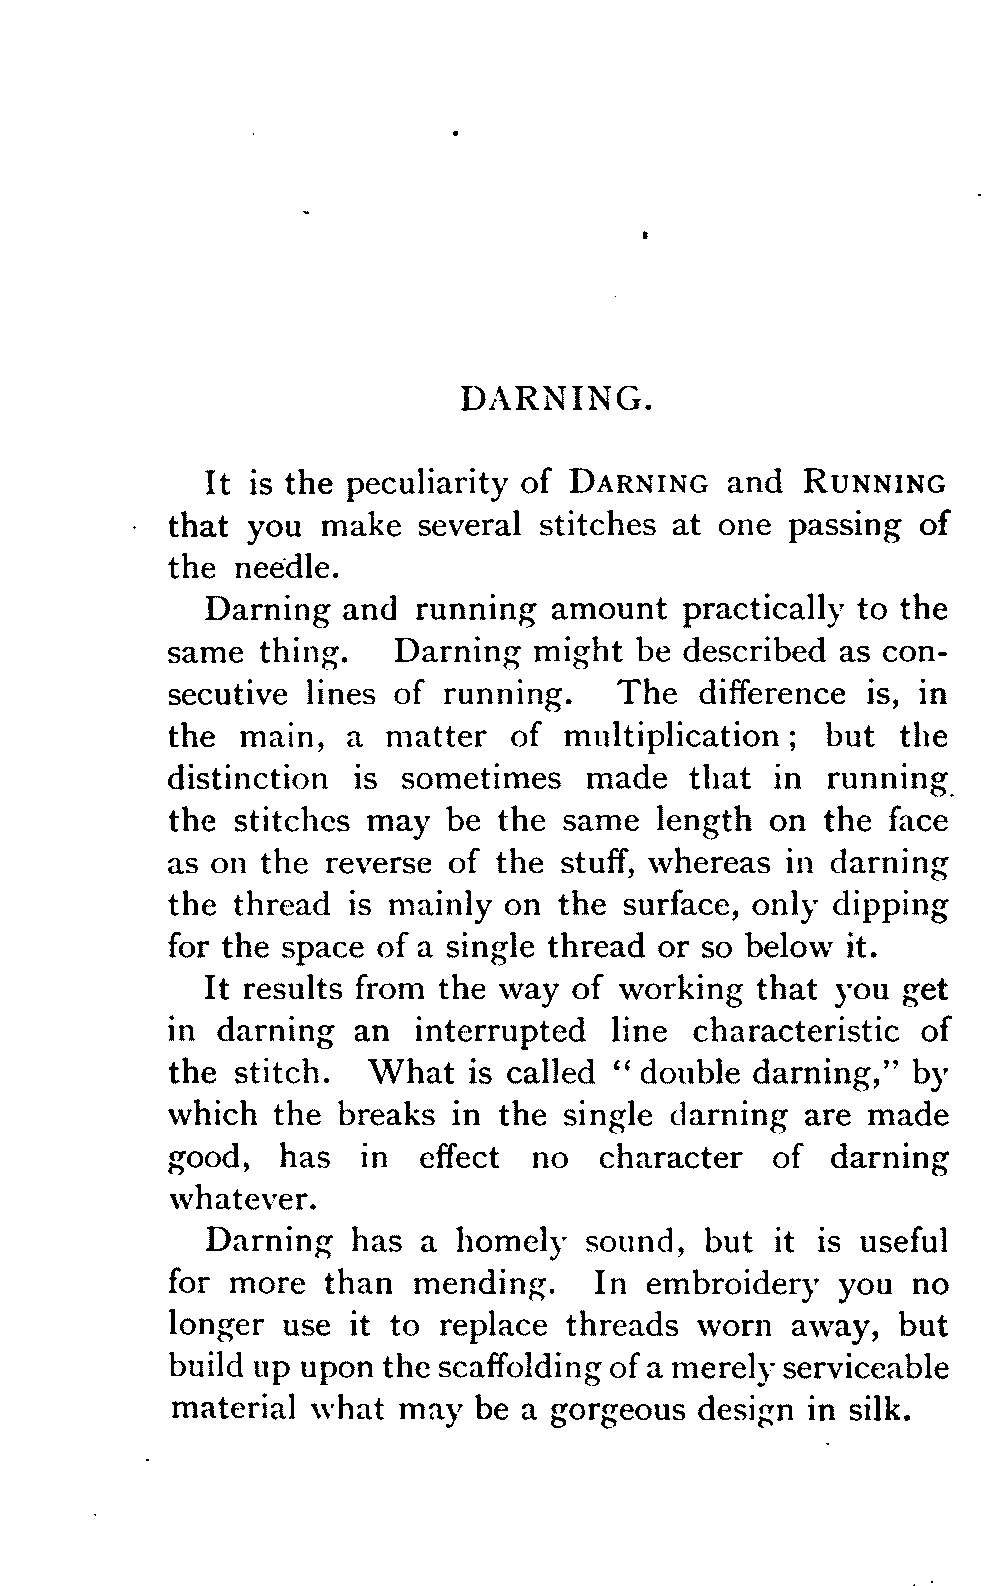 DARNING.
It is the peculiarity of DARNING and RUNNING
that you make several stitches at one passing of
the needle.
Darning and running amount practically to the
same thing. Darning might be described as con-
secutive lines of running. The difference is, in
the main, a matter of multiplication ; but the
distinction is sometimes made that in running
the stitches may be the same length on the face
as on the reverse of the stuff, whereas in darning
the thread is mainly on the surface, only dipping
for the space of a single thread or so below it.
It results from the way of working that you get
in darning an interrupted line characteristic of
the stitch. What is called “ double darning,” by
which the breaks in the single darning are made
good, has in effect no character of darning
whatever.
Darning has a homely sound, but it is useful
for more than mending. In embroidery you no
longer use it to replace threads worn away, but
build up upon the scaffolding of a merely serviceable
material what may be a gorgeous design in silk.